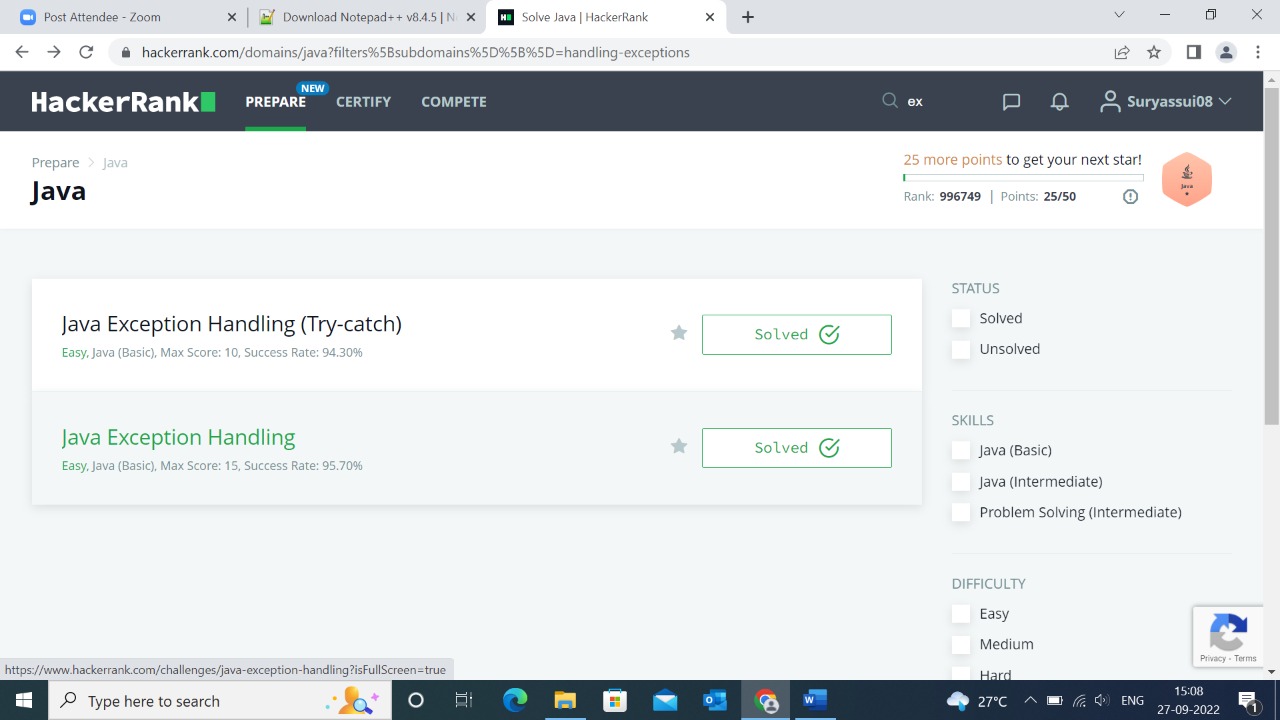 Post Attendee - Zoom
Download Notepad++ v8.4.5 | N
Solve Java | HackerRank
hackerrank.com/domains/java?filters%5Bsubdomains%5D%5B%5D=handling-exceptions
HackerRank
PREPARE
NEW
CERTIFY
COMPETE
ex
Suryassui08
Prepare > Java
Java
25 more points to get your next star!
Rank: 996749 | Points: 25/50
Java
Java Exception Handling (Try-catch)
Easy, Java (Basic), Max Score: 10, Success Rate: 94.30%
Solved
Java Exception Handling
Easy, Java (Basic), Max Score: 15, Success Rate: 95.70%
Solved
STATUS
Solved
Unsolved
SKILLS
Java (Basic)
Java (Intermediate)
Problem Solving (Intermediate)
DIFFICULTY
Easy
Medium
Hard
Privacy - Terms
https://www.hackerrank.com/challenges/java-exception-handling?isFullScreen=true
Type here to search
27°C
ENG
15:08
27-09-2022
1